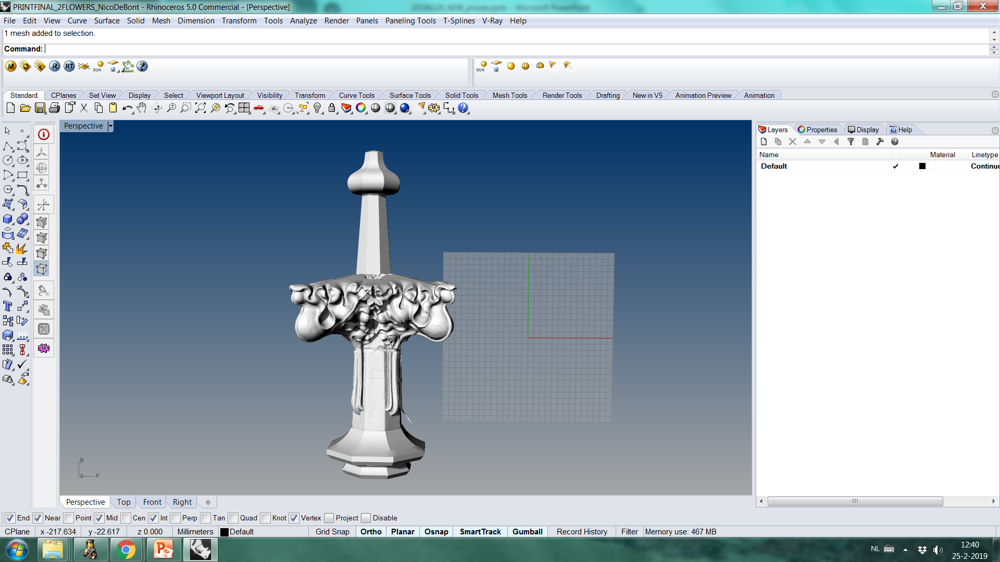 PRINTFINAL_2FLOWERS_NicoDeBont - Rhinoceros 5.0 Commercial - [Perspective]
File Edit View Curve Surface Solid Mesh Dimension Transform Tools Analyze Render Panels Paneling Tools T-Splines V-Ray Help
1 mesh added to selection.
Command:
M O F R RT SUN ? SUN
Standard CPlanes Set View Display Select Viewport Layout Visibility Transform Curve Tools Surface Tools Solid Tools Mesh Tools Render Tools Drafting New in V5 Animation Preview Animation
Perspective
Layers Properties Display Help
Name Material Linetype
Default Continuo
y
z x
Perspective Top Front Right
End Near Point Mid Cen Int Perp Tan Quad Knot Vertex Project Disable
CPlane x -217.634 y -22.617 z 0.000 Millimeters Default Grid Snap Ortho Planar Osnap SmartTrack Gumball Record History Filter Memory use: 467 MB
NL 12:40
25-2-2019